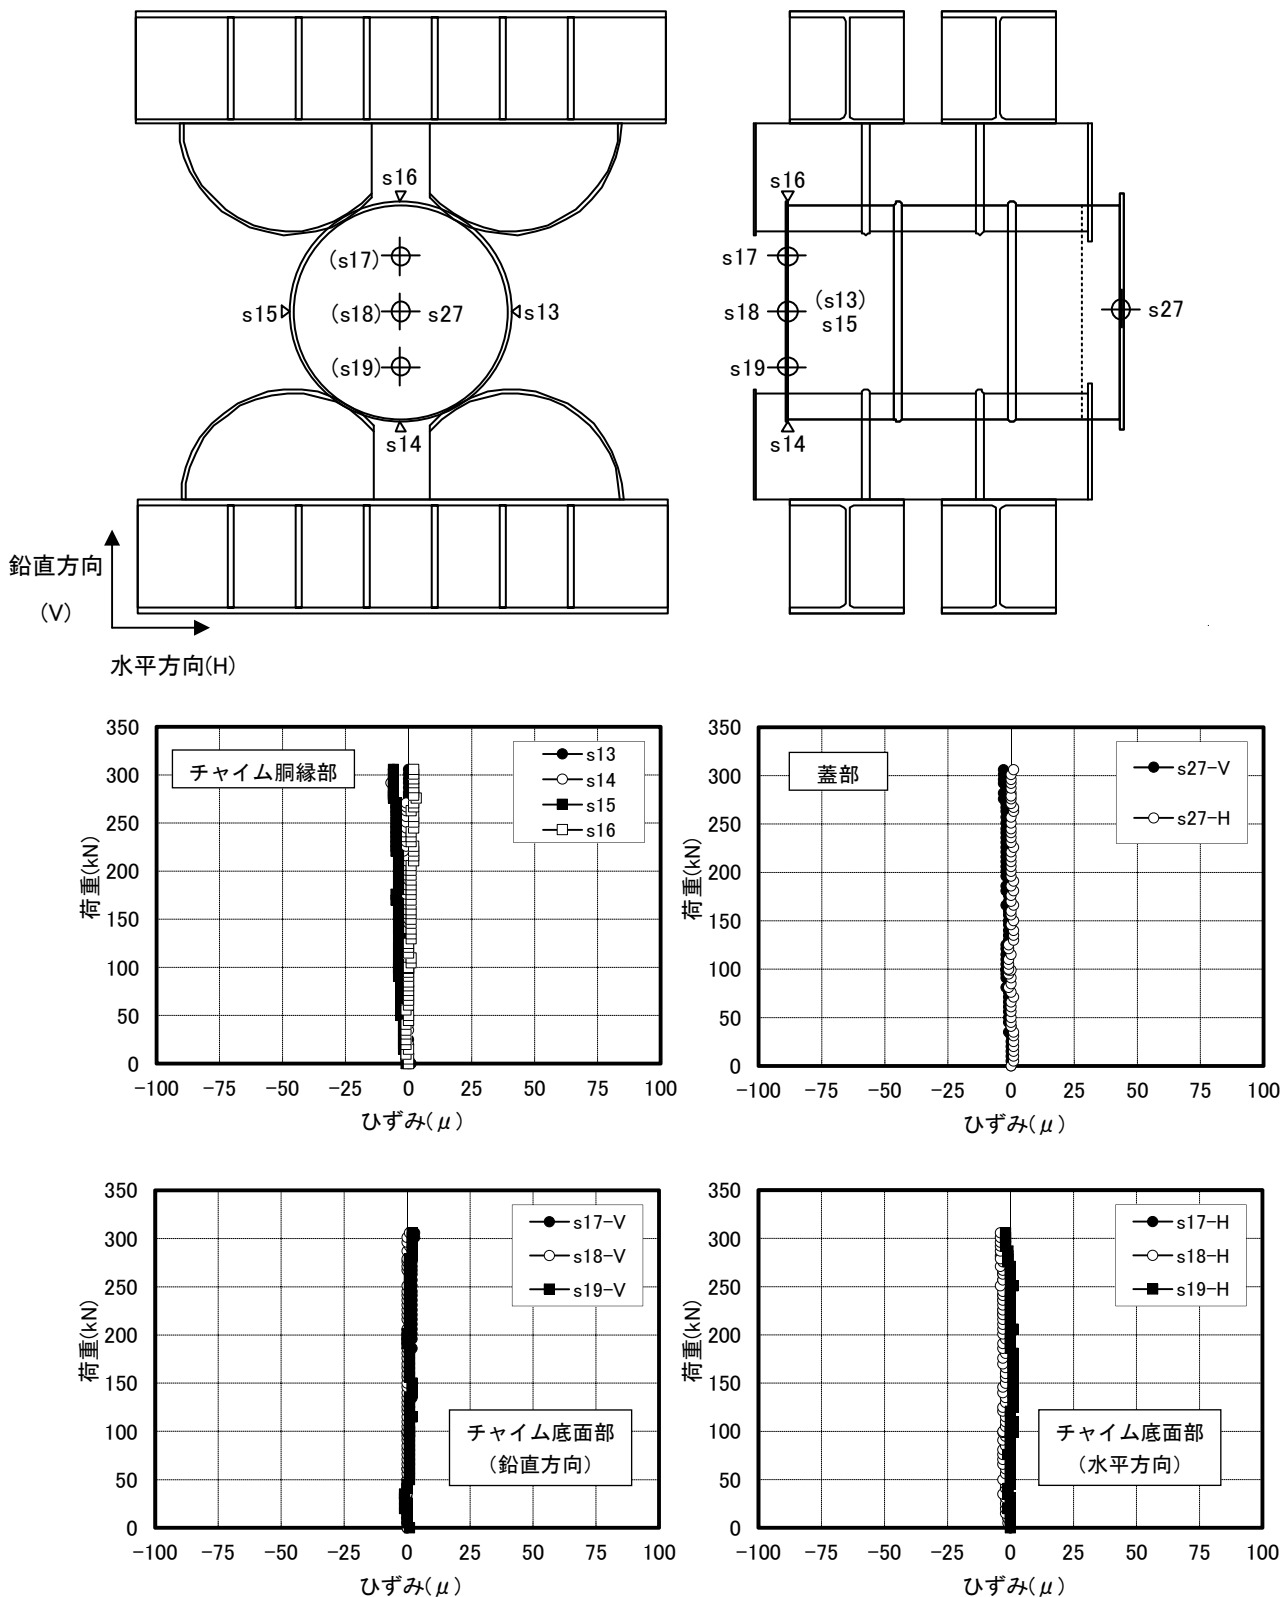 s16
(s17)
s15
(s18)
s27
s13
(s19)
s14
s16
s17
s18
(s13)
s15
s27
s19
s14
鉛直方向
(V)
水平方向(H)
350
300
250
200
150
100
50
0
荷重(kN)
チャイム胴縁部
s13
s14
s15
s16
-100 -75 -50 -25 0 25 50 75 100
ひずみ(μ)
350
300
250
200
150
100
50
0
荷重(kN)
蓋部
s27-V
s27-H
-100 -75 -50 -25 0 25 50 75 100
ひずみ(μ)
350
300
250
200
150
100
50
0
荷重(kN)
s17-V
s18-V
s19-V
チャイム底面部
(鉛直方向)
-100 -75 -50 -25 0 25 50 75 100
ひずみ(μ)
350
300
250
200
150
100
50
0
荷重(kN)
s17-H
s18-H
s19-H
チャイム底面部
(水平方向)
-100 -75 -50 -25 0 25 50 75 100
ひずみ(μ)